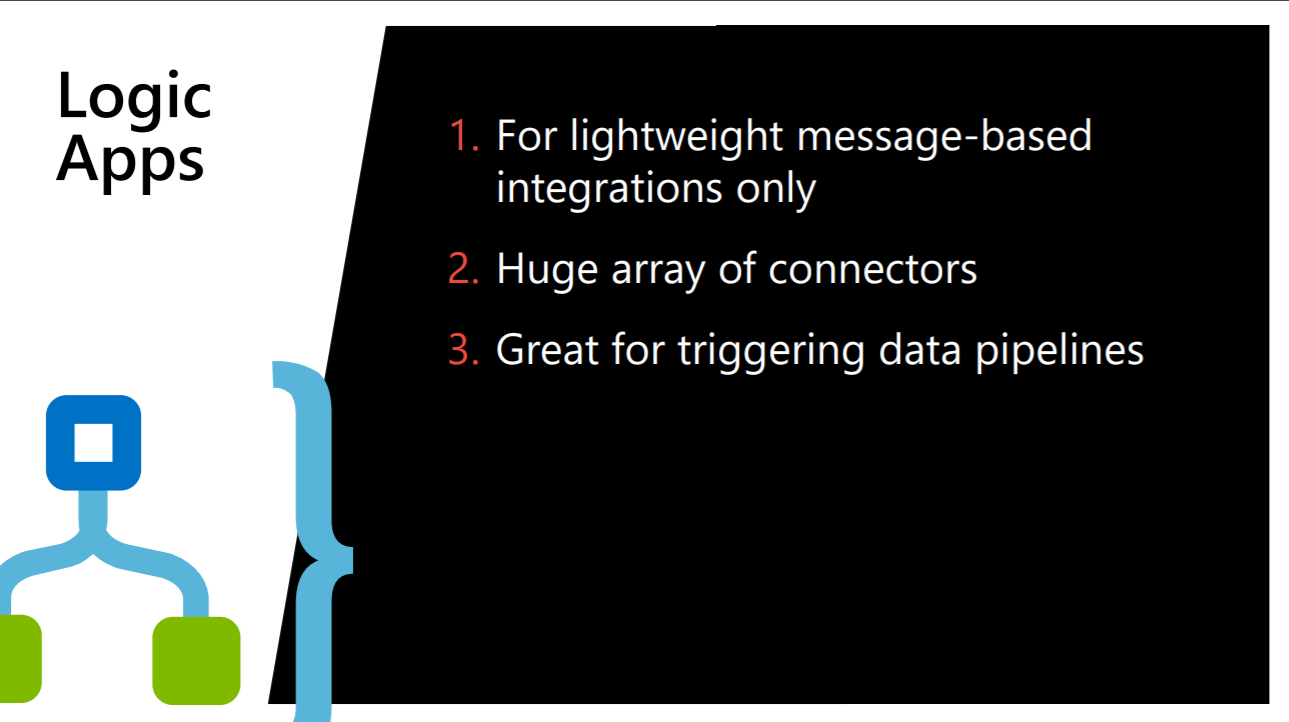 Logic
Apps
1. For lightweight message-based
integrations only
2. Huge array of connectors
3. Great for triggering data pipelines